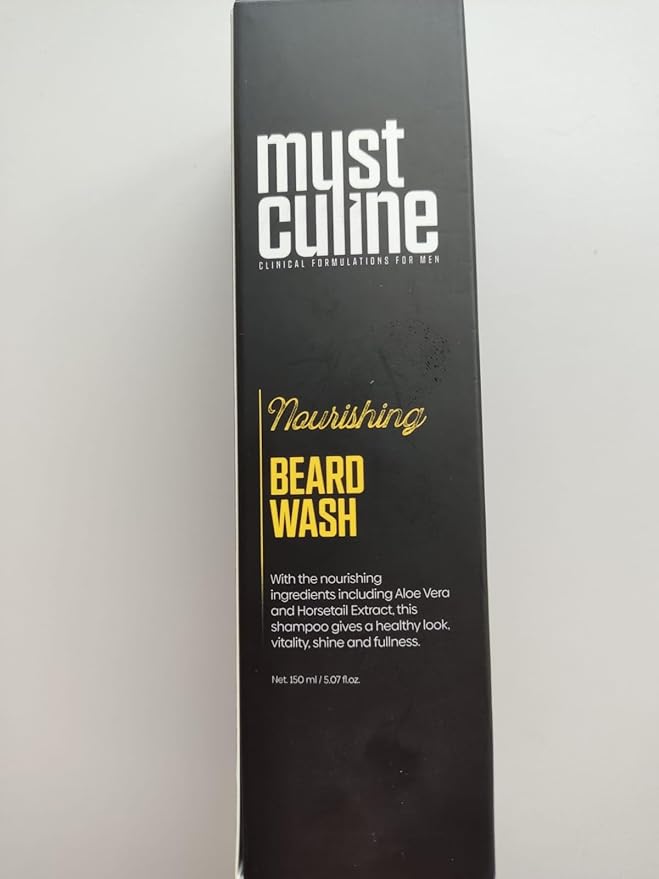 must
culine
CLINICAL FORMULATIONS FOR MEN
Nourishing
BEARD
WASH
With the nourishing
ingredients including Aloe Vera
and Horsetail Extract, this
shampoo gives a healthy look,
vitality, shine and fullness.
Net. 150 ml / 5.07 fl.oz.